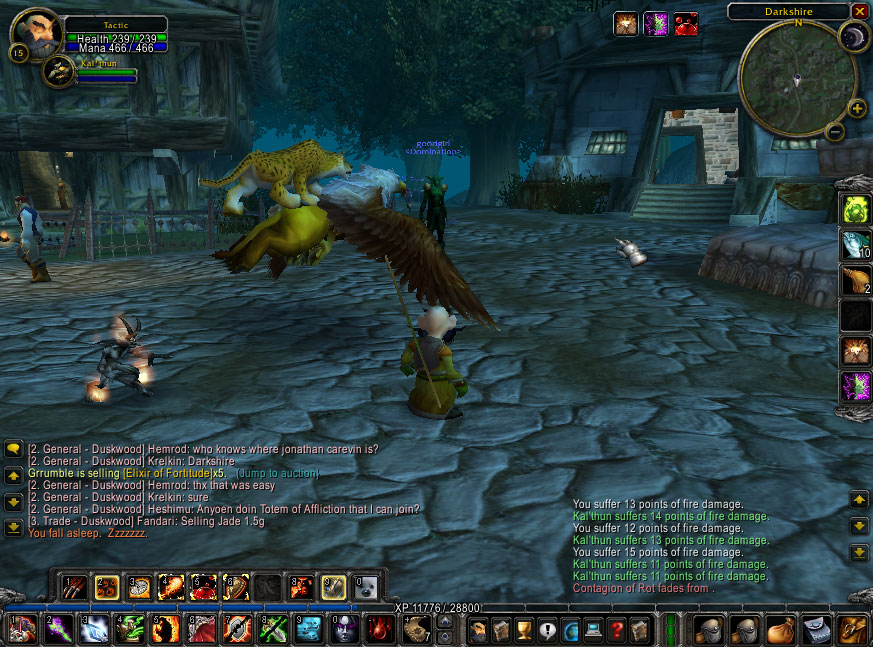 Tactic
Health 239 / 239
Mana 466 / 466
15
Kal'thun
Darkshire
N
goodgirl
<Domination>
10
2
[2. General - Duskwood] Hemrod: who knows where jonathan carevin is?
[2. General - Duskwood] Krelkin: Darkshire
Grrumble is selling [Elixir of Fortitude]x5. (Jump to auction)
[2. General - Duskwood] Hemrod: thx that was easy
[2. General - Duskwood] Krelkin: sure
[2. General - Duskwood] Heshimu: Anyoen doin Totem of Affliction that I can join?
[3. Trade - Duskwood] Fandari: Selling Jade 1.5g
You fall asleep. Zzzzzzz.
You suffer 13 points of fire damage.
Kal'thun suffers 14 points of fire damage.
You suffer 12 points of fire damage.
Kal'thun suffers 13 points of fire damage.
You suffer 15 points of fire damage.
Kal'thun suffers 11 points of fire damage.
Kal'thun suffers 11 points of fire damage.
Contagion of Rot fades from .
XP 11776 / 28800